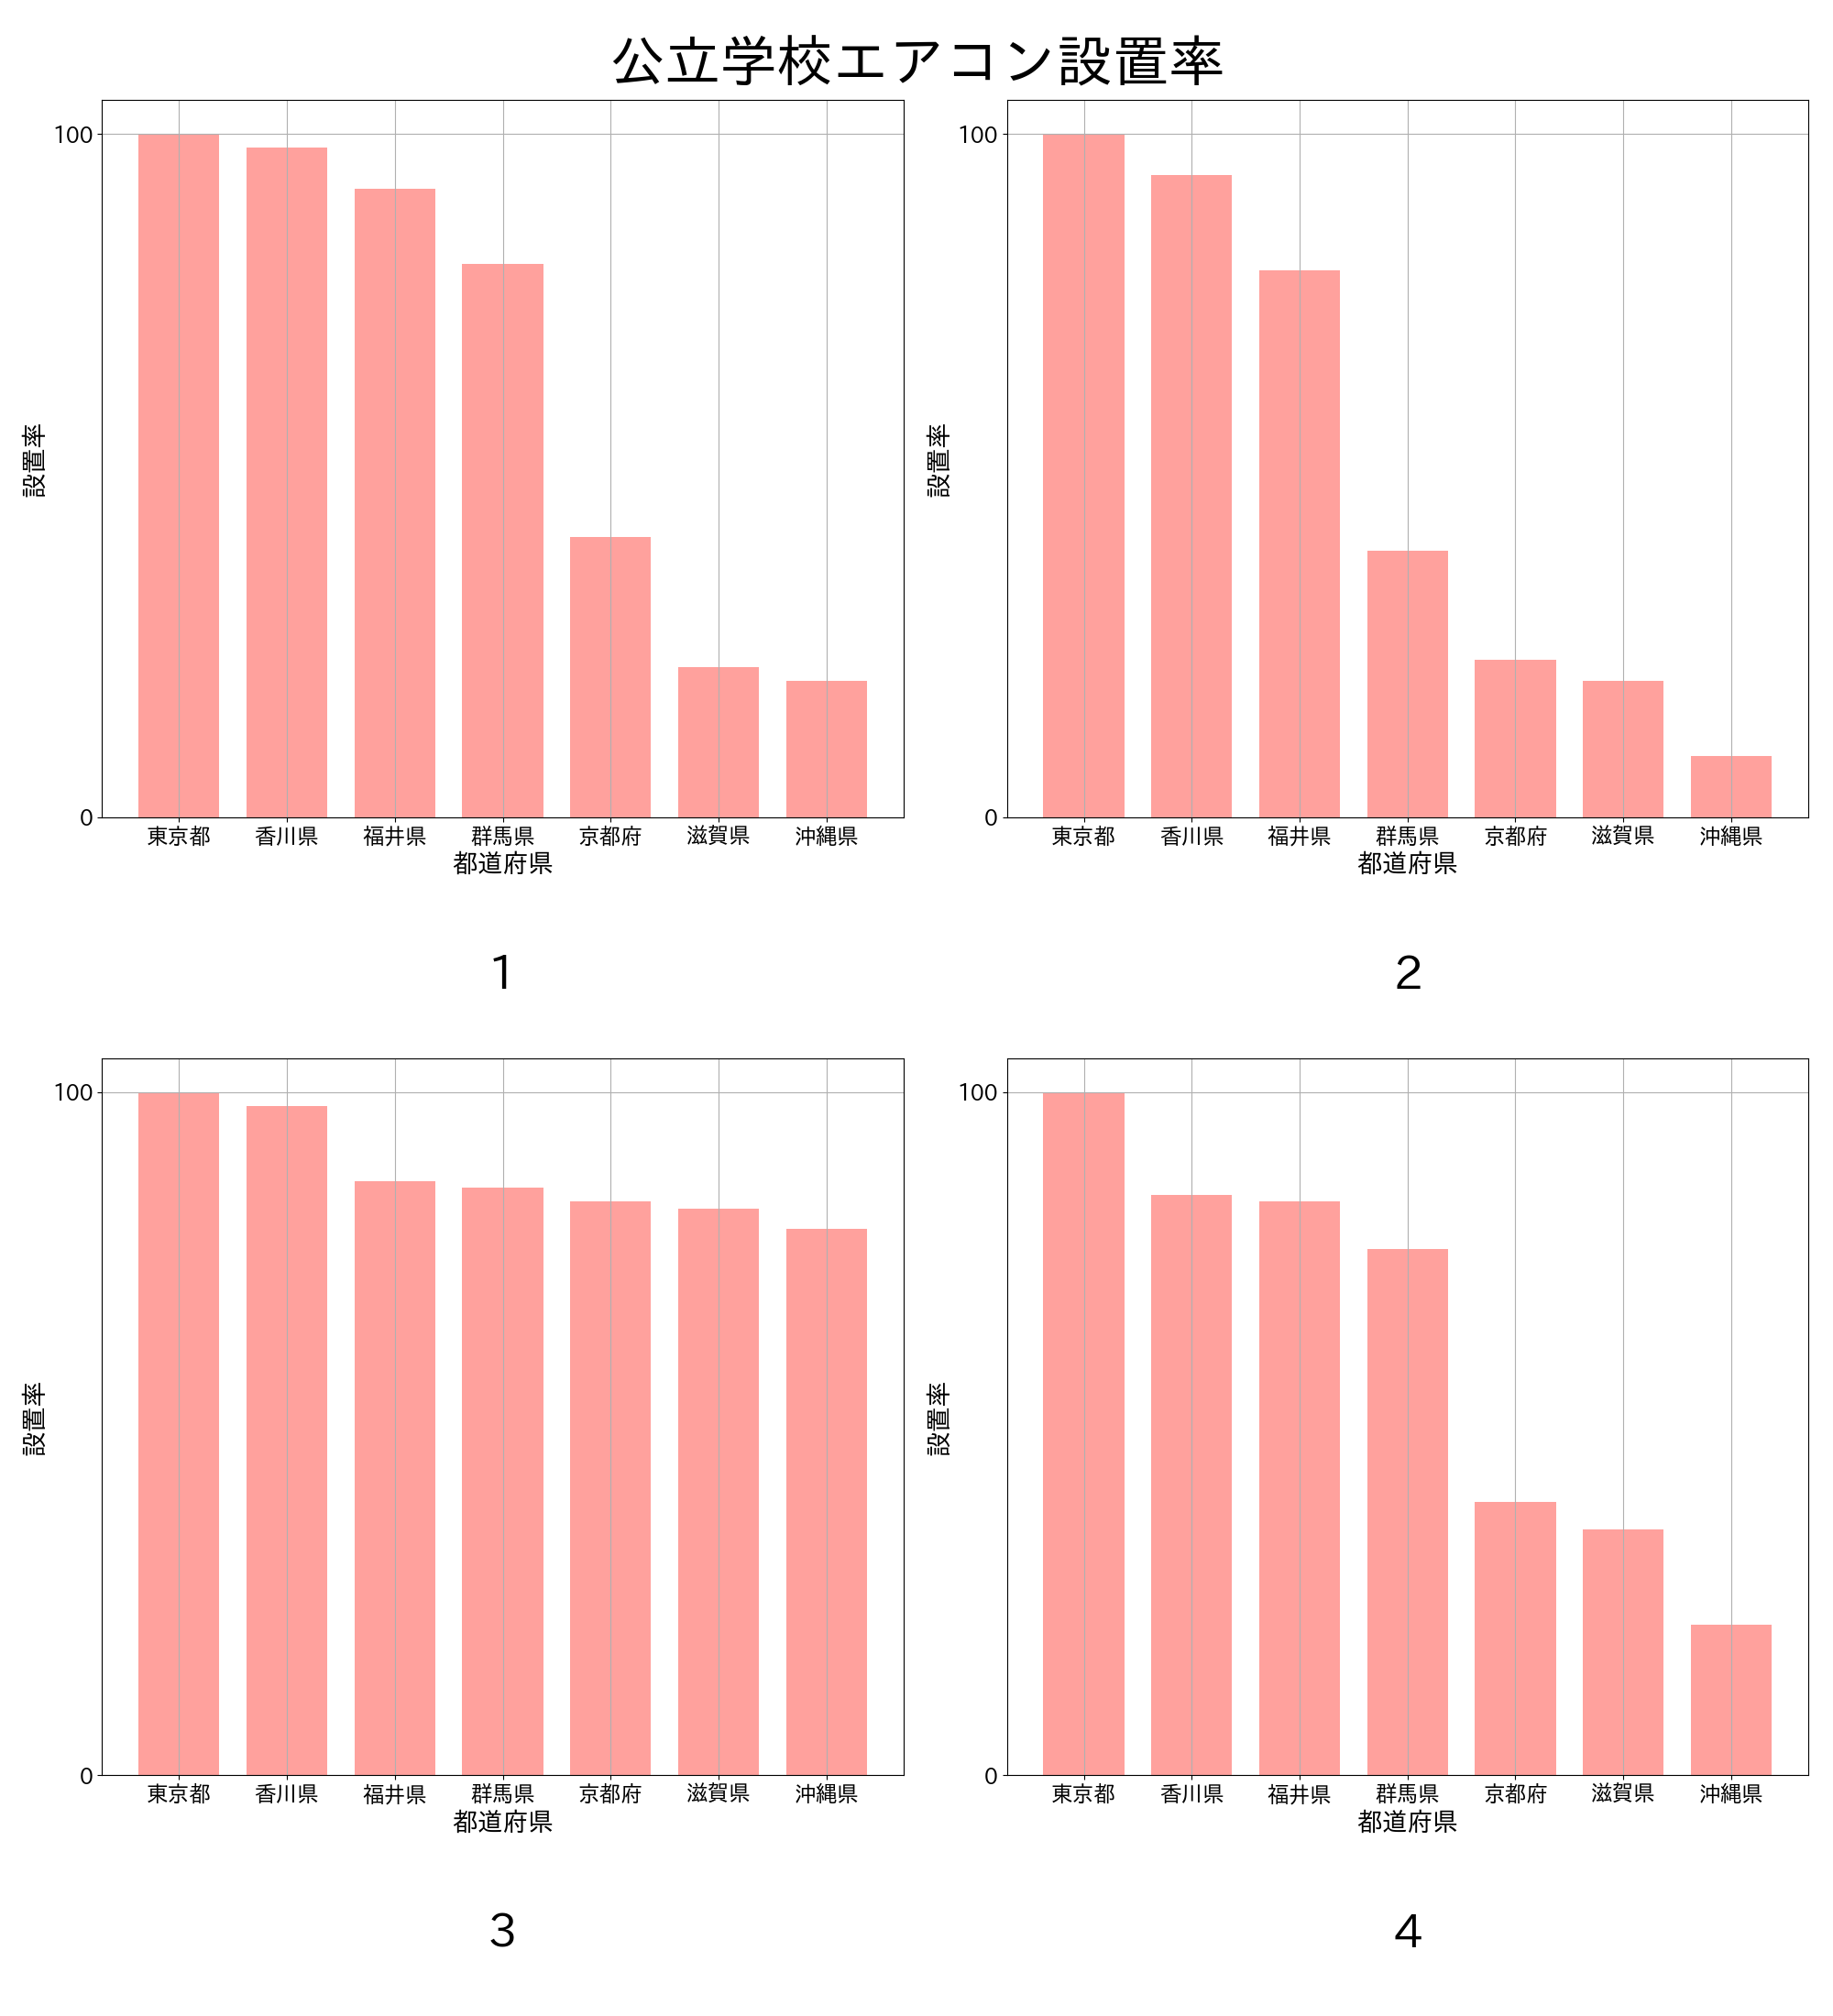 公立学校エアコン設置率
100
設置率
0
東京都 香川県 福井県 群馬県 京都府 滋賀県 沖縄県
都道府県
1
100
設置率
0
東京都 香川県 福井県 群馬県 京都府 滋賀県 沖縄県
都道府県
2
100
設置率
0
東京都 香川県 福井県 群馬県 京都府 滋賀県 沖縄県
都道府県
3
100
設置率
0
東京都 香川県 福井県 群馬県 京都府 滋賀県 沖縄県
都道府県
4